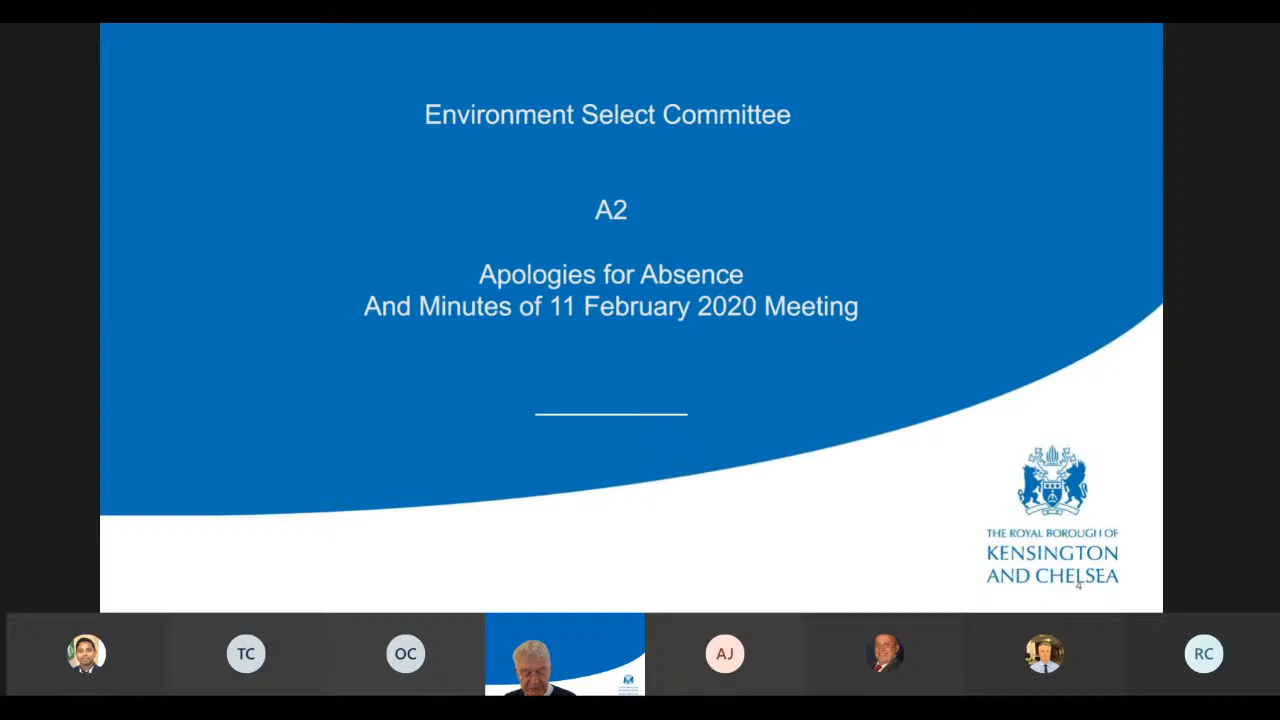 Environment Select Committee
A2
Apologies for Absence
And Minutes of 11 February 2020 Meeting
THE ROYAL BOROUGH OF
KENSINGTON
AND CHELSEA
4
TC
OC
AJ
RC